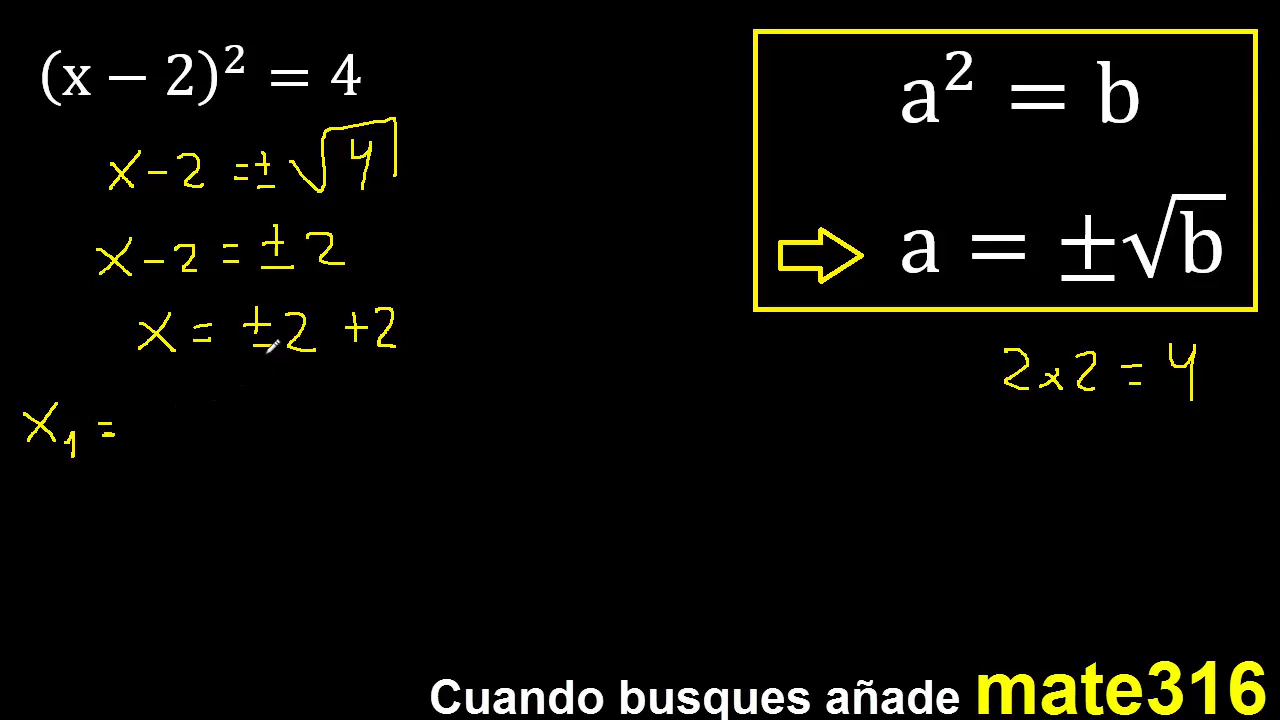 (x − 2)² = 4
x − 2 = ± √4
x − 2 = ± 2
x = ± 2 + 2
x₁ =
a² = b
a = ±√b
2 × 2 = 4
Cuando busques añade mate316